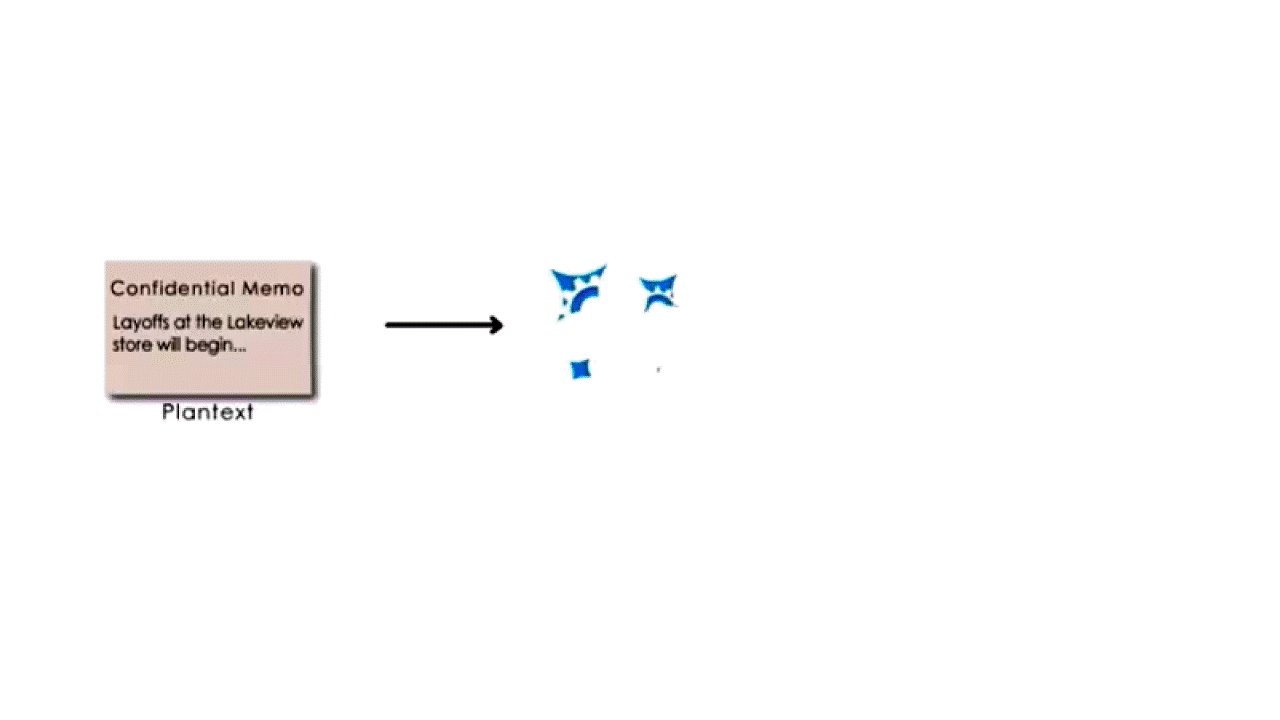 Confidential Memo
Layoffs at the Lakeview
store will begin...
Plantext